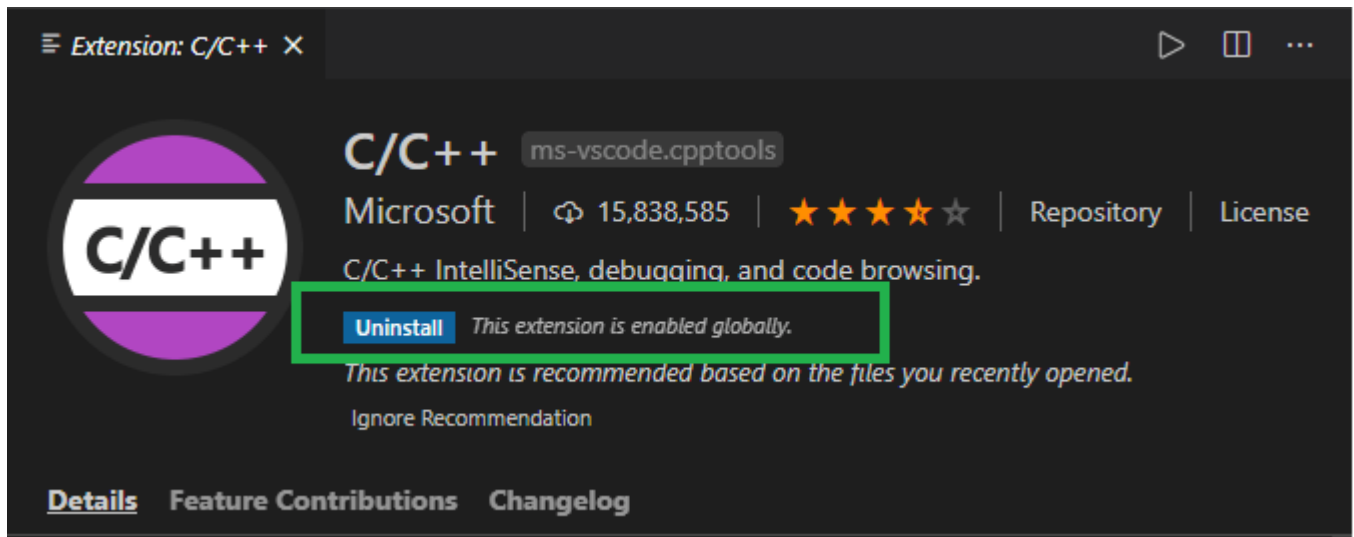 Extension: C/C++
C/C++ ms-vscode.cpptools
Microsoft 15,838,585 Repository License
C/C++
C/C++ IntelliSense, debugging, and code browsing.
Uninstall This extension is enabled globally.
This extension is recommended based on the files you recently opened.
Ignore Recommendation
Details Feature Contributions Changelog